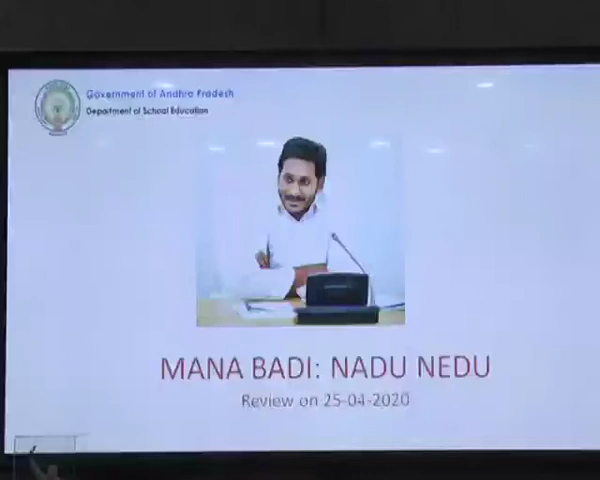 Government of Andhra Pradesh
Department of School Education
MANA BADI: NADU NEDU
Review on 25-04-2020